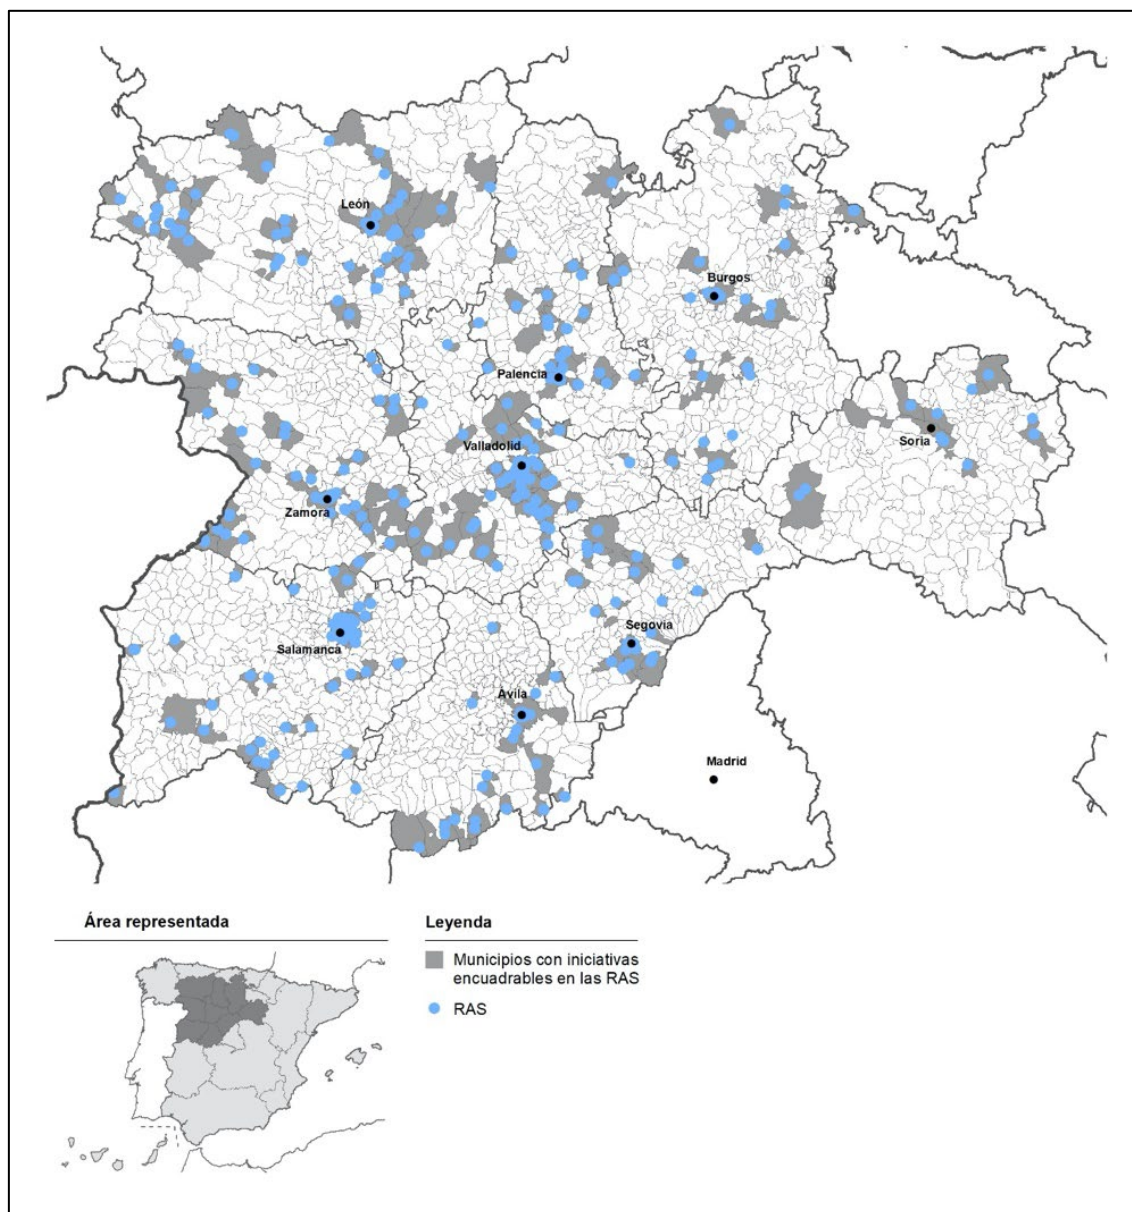 León
Burgos
Palencia
Soria
Valladolid
Zamora
Segovia
Salamanca
Ávila
Madrid
Área representada
Leyenda
Municipios con iniciativas
encuadrables en las RAS
RAS